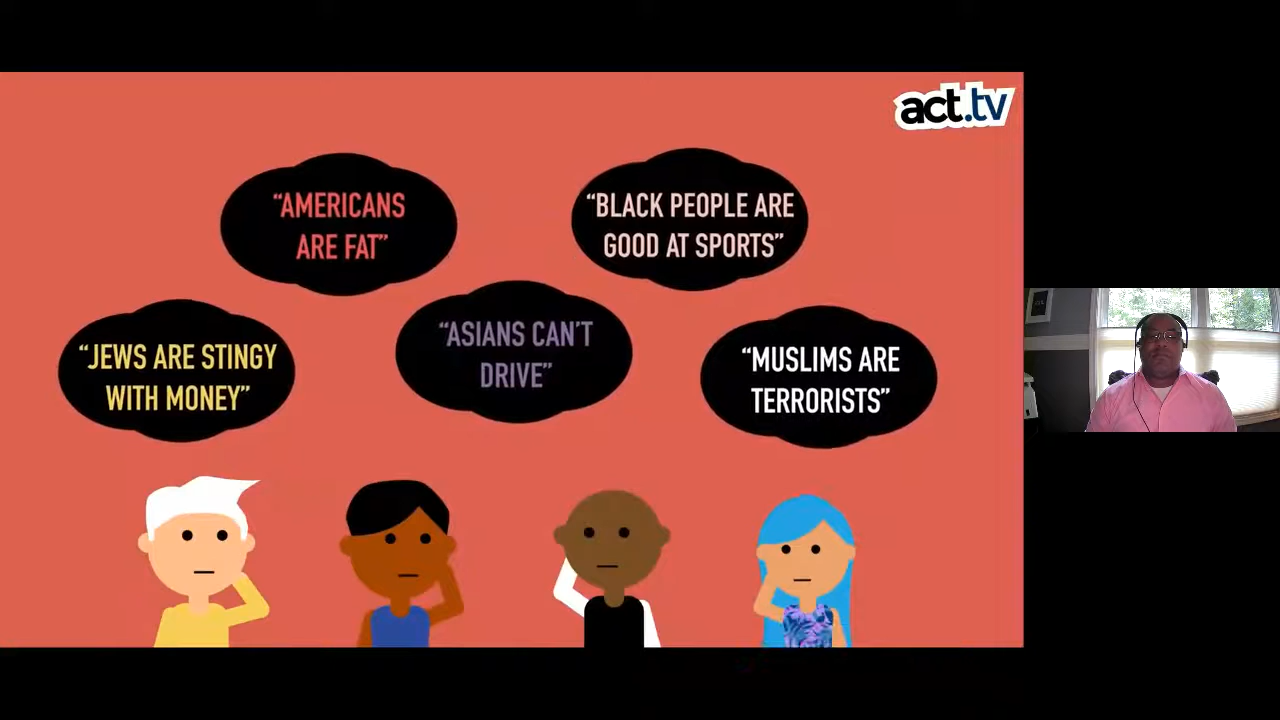 act.tv
“AMERICANS
ARE FAT”
“BLACK PEOPLE ARE
GOOD AT SPORTS”
“JEWS ARE STINGY
WITH MONEY”
“ASIANS CAN’T
DRIVE”
“MUSLIMS ARE
TERRORISTS”